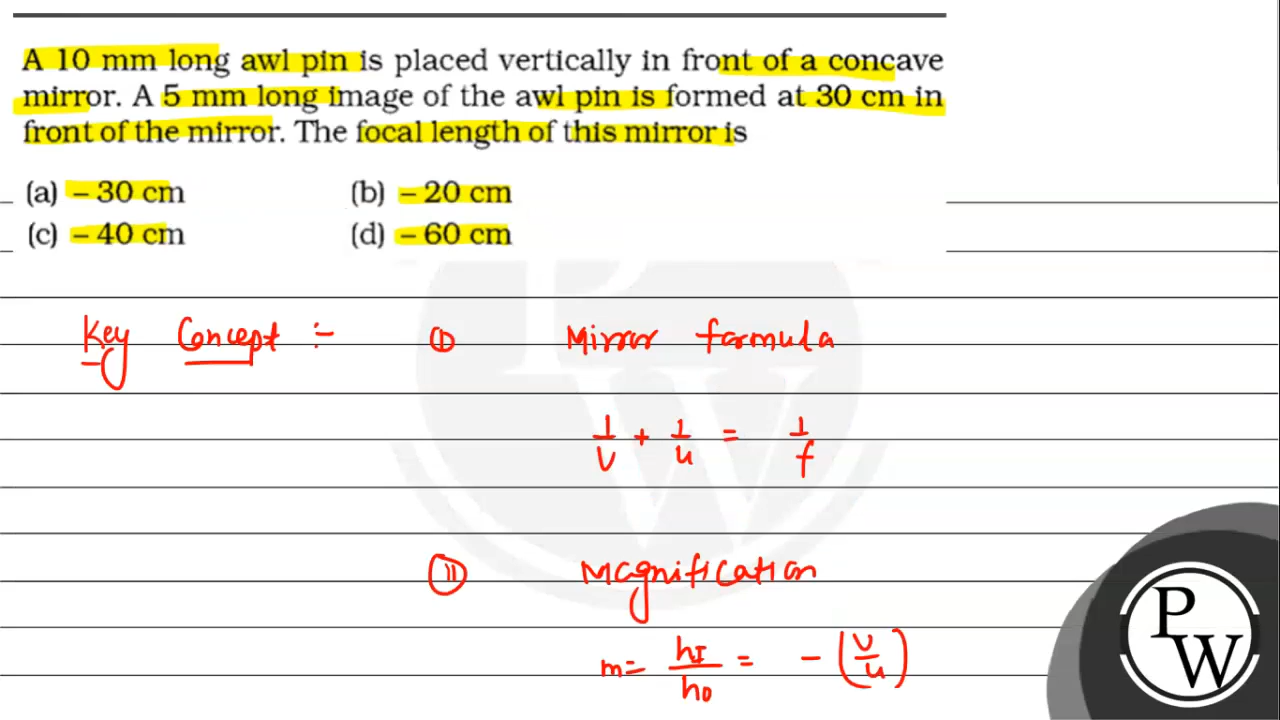 A 10 mm long awl pin is placed vertically in front of a concave
mirror. A 5 mm long image of the awl pin is formed at 30 cm in
front of the mirror. The focal length of this mirror is
(a) – 30 cm (b) – 20 cm
(c) – 40 cm (d) – 60 cm
Key Concept :- ① Mirror formula
1/v + 1/u = 1/f
Ⓘ Magnification
m = hI/ho = - (v/u)
PW
PW